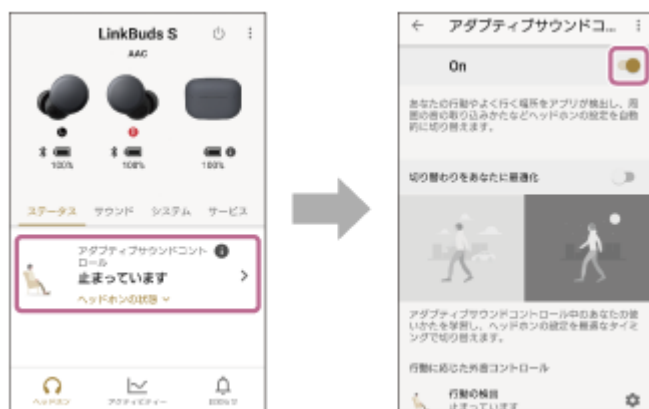 LinkBuds S
AAC
100%
100%
100%
ステータス サウンド システム サービス
アダプティブサウンドコント
ロール
止まっています
ヘッドホンの状態
ヘッドホン アクティビティー
アダプティブサウンドコ...
On
あなたの行動やよく行く場所をアプリが検出し、周
囲の音の取り込みかたなどヘッドホンの設定を自動
的に切り替えます。
切り替わりをあなたに最適化
アダプティブサウンドコントロール中のあなたの使
いかたを学習し、ヘッドホンの設定を最適なタイミ
ングで切り替えます。
行動に応じた外音コントロール
行動の検出
止まっています